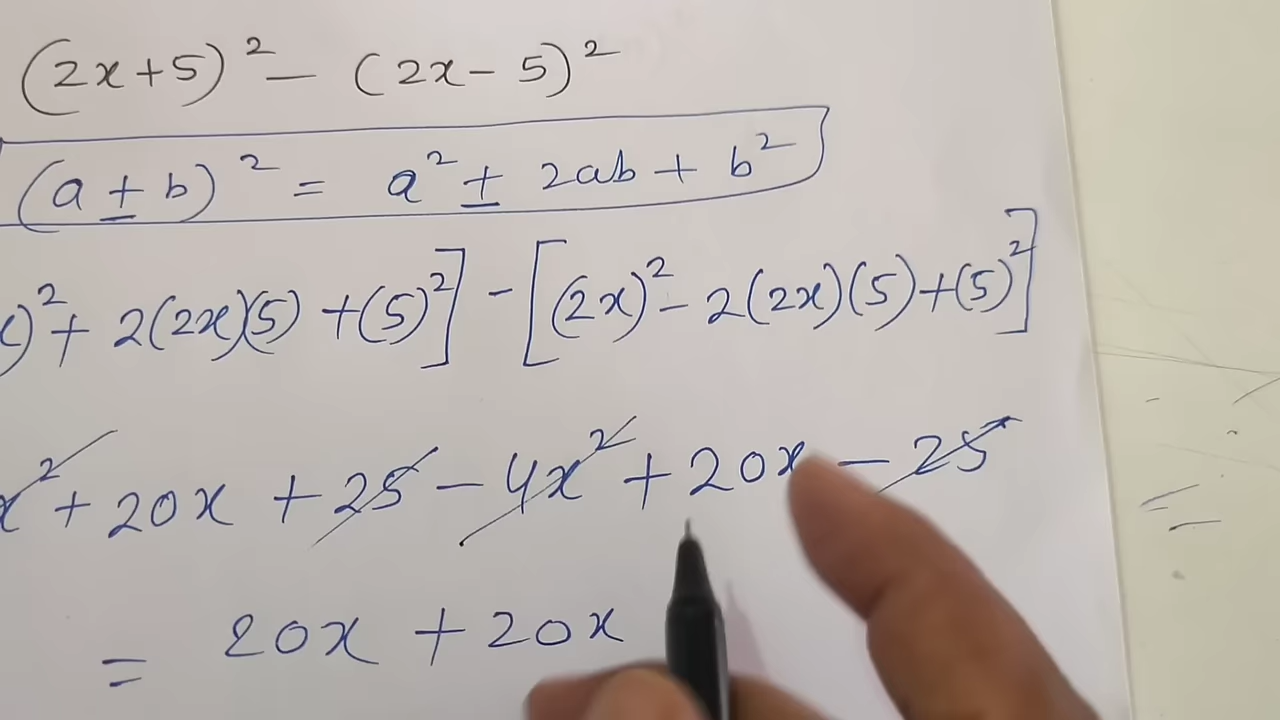 (2x+5)² − (2x−5)²
(a ± b)² = a² ± 2ab + b²
)² + 2(2x)(5) + (5)²] − [(2x)² − 2(2x)(5) + (5)²]
x² + 20x + 25 − 4x² + 20x − 25
= 20x + 20x